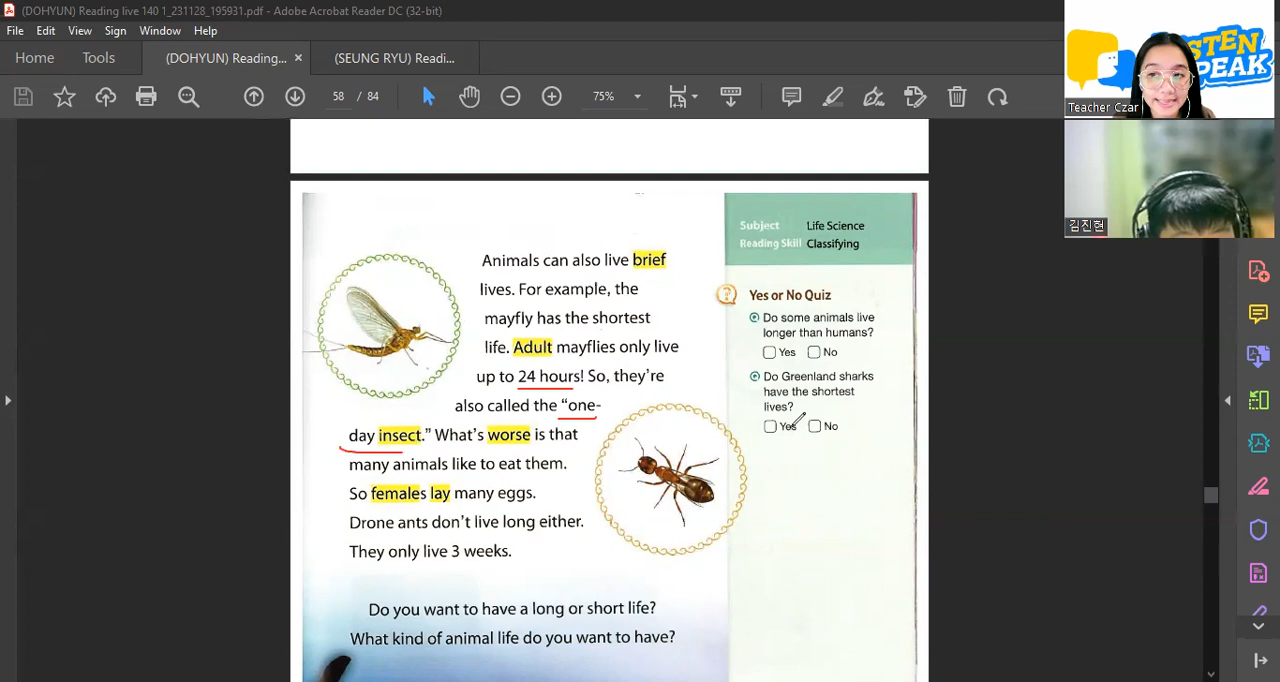 (DOHYUN) Reading live 140 1_231128_195931.pdf - Adobe Acrobat Reader DC (32-bit)
File Edit View Sign Window Help
Home Tools (DOHYUN) Reading... × (SEUNG RYU) Readi...
58 / 84 75%
Teacher Czar
LISTEN
SPEAK
김진현
Animals can also live brief
lives. For example, the
mayfly has the shortest
life. Adult mayflies only live
up to 24 hours! So, they're
also called the “one-
day insect.” What's worse is that
many animals like to eat them.
So females lay many eggs.
Drone ants don't live long either.
They only live 3 weeks.
Do you want to have a long or short life?
What kind of animal life do you want to have?
Subject Life Science
Reading Skill Classifying
Yes or No Quiz
Do some animals live
longer than humans?
Yes No
Do Greenland sharks
have the shortest
lives?
Yes No